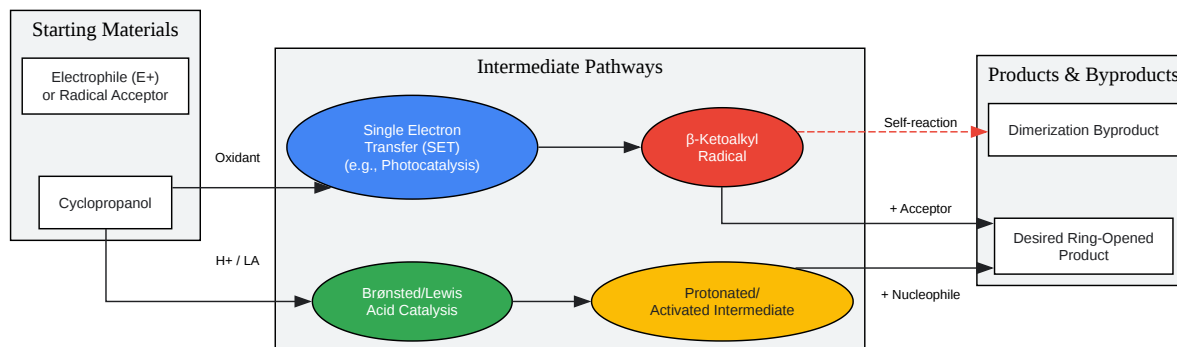 Starting Materials
Electrophile (E+)
or Radical Acceptor
Cyclopropanol
Oxidant
H+ / LA
Intermediate Pathways
Single Electron
Transfer (SET)
(e.g., Photocatalysis)
β-Ketoalkyl
Radical
Brønsted/Lewis
Acid Catalysis
Protonated/
Activated Intermediate
Self-reaction
+ Acceptor
+ Nucleophile
Products & Byproducts
Dimerization Byproduct
Desired Ring-Opened
Product